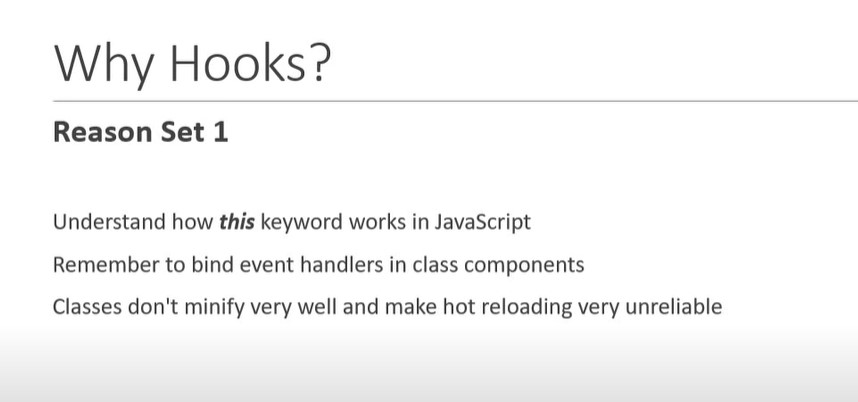 Why Hooks?
Reason Set 1
Understand how this keyword works in JavaScript
Remember to bind event handlers in class components
Classes don't minify very well and make hot reloading very unreliable